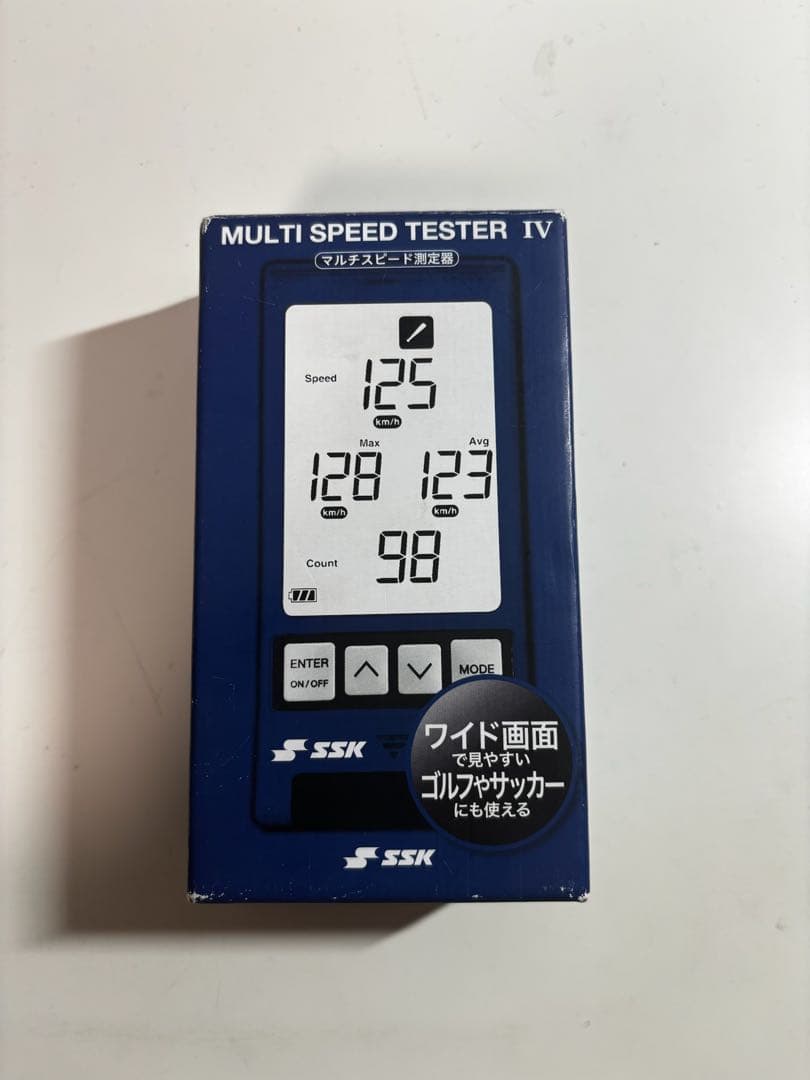 MULTI SPEED TESTER IV
マルチスピード測定器
Speed 125
km/h
Max Avg
128 123
km/h km/h
Count 98
ENTER
ON/OFF
MODE
SSK
ワイド画面
で見やすい
ゴルフやサッカー
にも使える
SSK